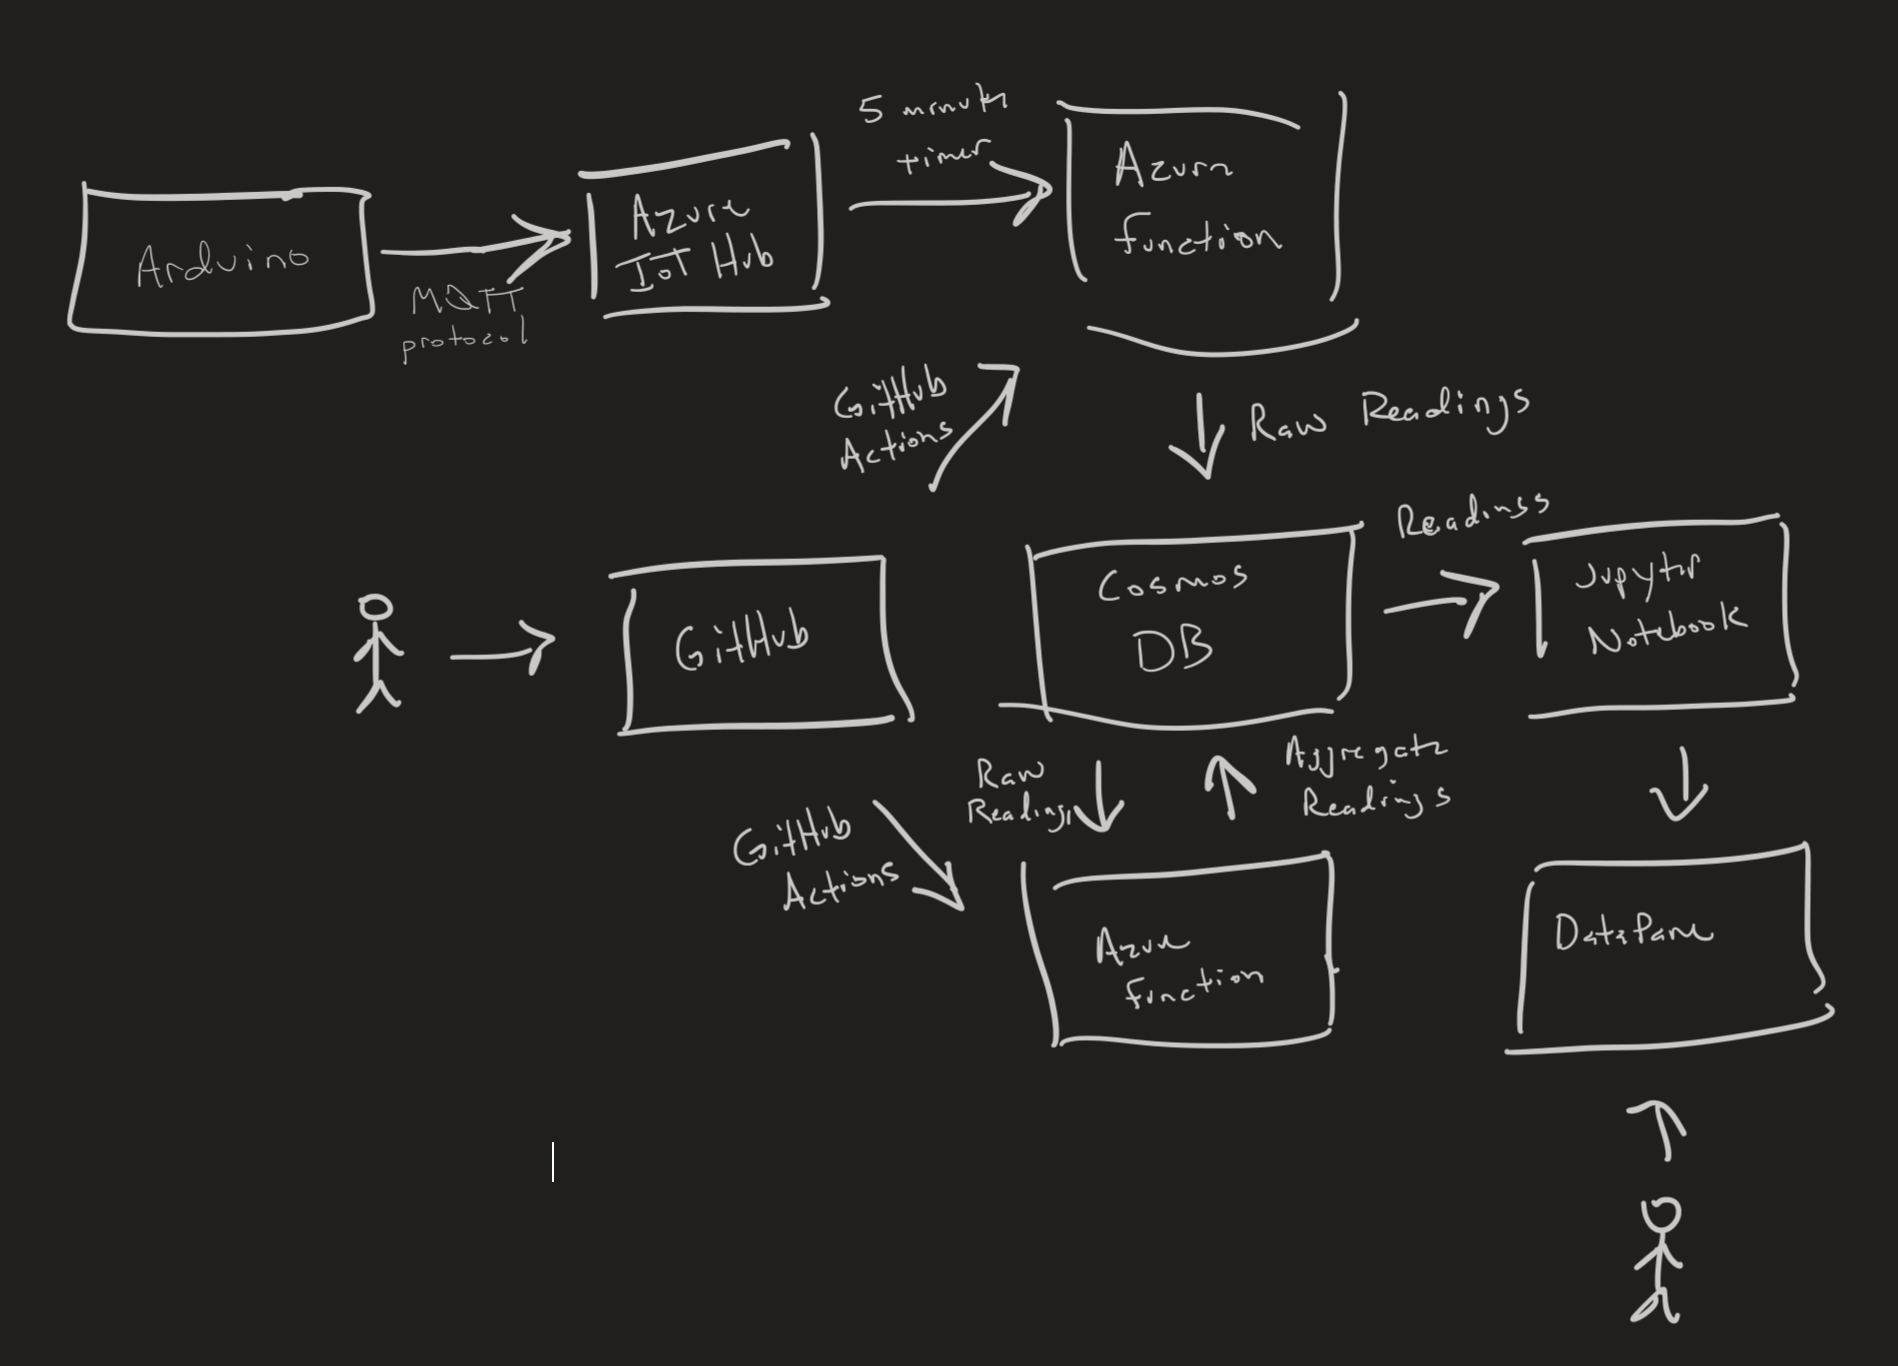 5 minute
timer
Arduino
MQTT
protocol
Azure
IoT Hub
Azure
Function
GitHub
Actions
Raw Readings
Readings
GitHub
Cosmos
DB
Jupyter
Notebook
Raw
Readings
Aggregate
Readings
GitHub
Actions
Azure
Function
DataPane